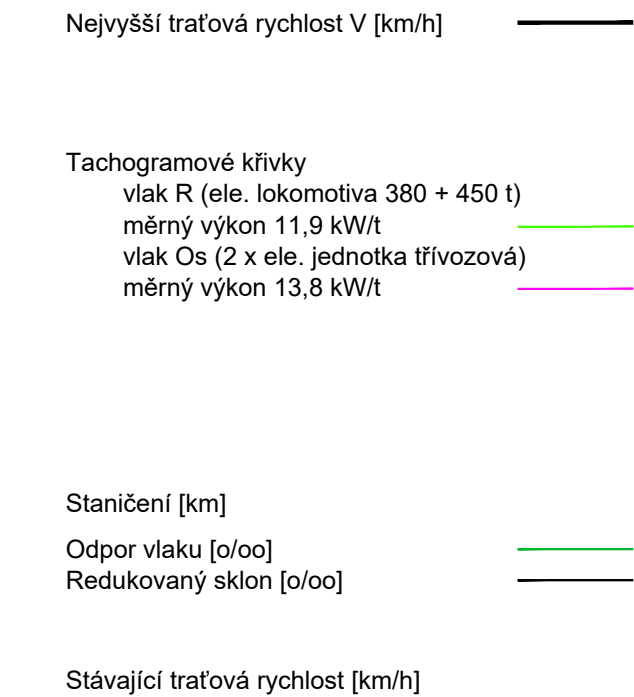 Nejvyšší traťová rychlost V [km/h]
Tachogramové křivky
vlak R (ele. lokomotiva 380 + 450 t)
měrný výkon 11,9 kW/t
vlak Os (2 x ele. jednotka třívozová)
měrný výkon 13,8 kW/t
Staničení [km]
Odpor vlaku [o/oo]
Redukovaný sklon [o/oo]
Stávající traťová rychlost [km/h]